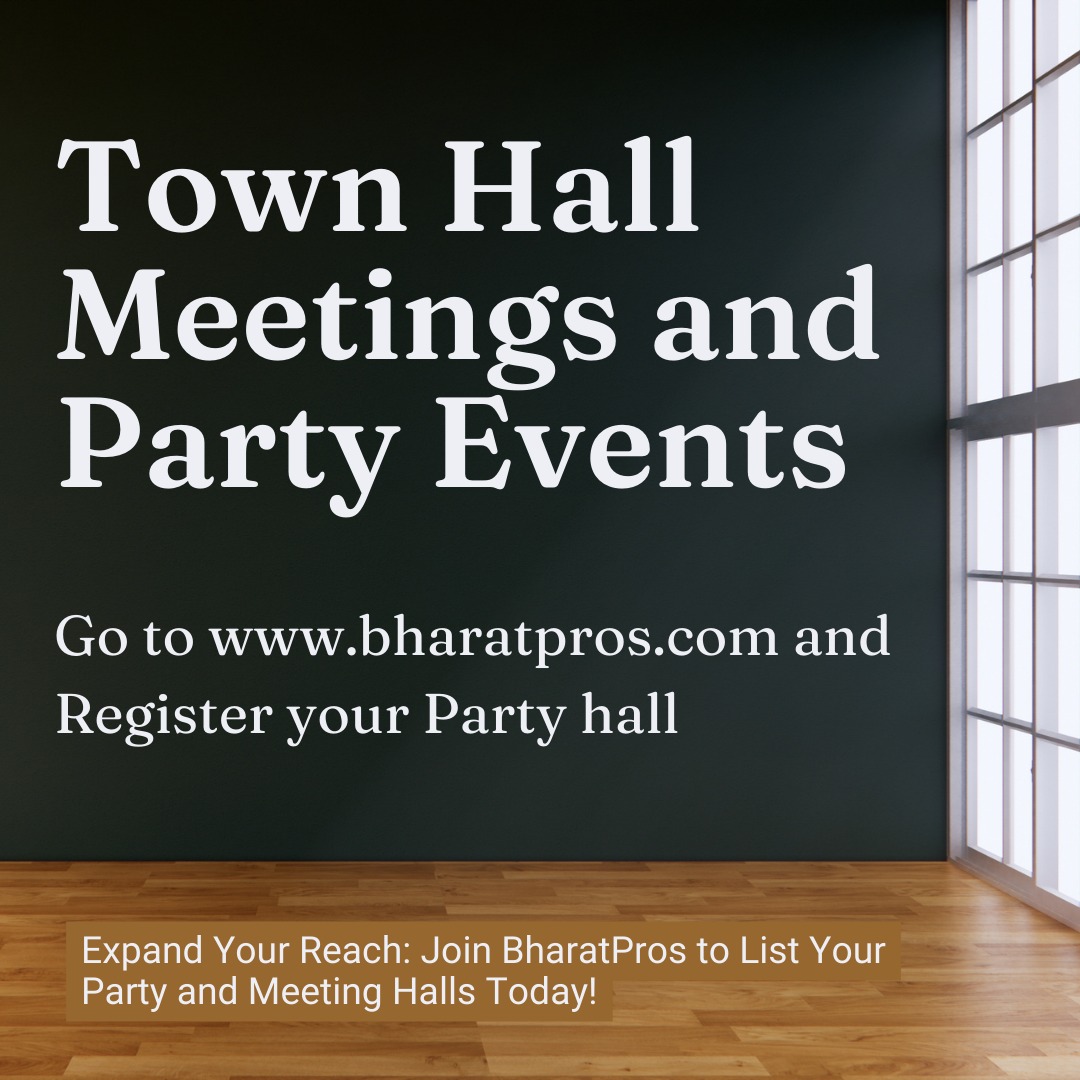 Town Hall
Meetings and
Party Events
Go to www.bharatpros.com and
Register your Party hall
Expand Your Reach: Join BharatPros to List Your
Party and Meeting Halls Today!